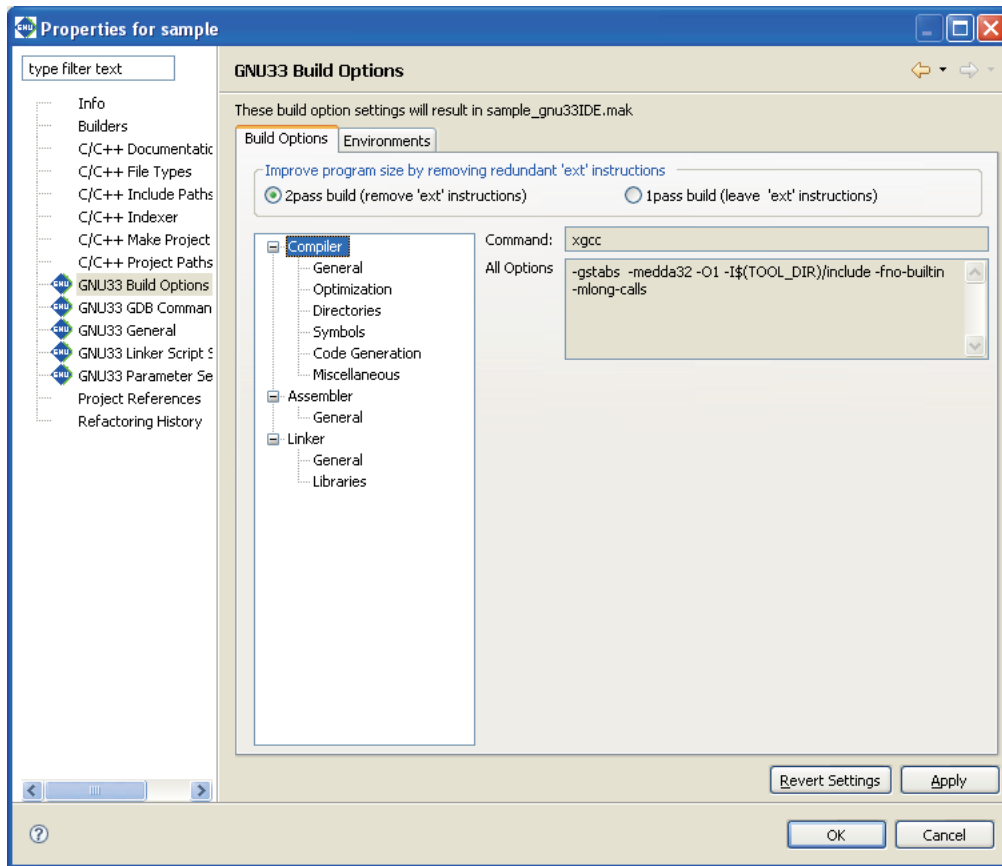 Properties for sample
type filter text
Info
Builders
C/C++ Documentatic
C/C++ File Types
C/C++ Include Paths
C/C++ Indexer
C/C++ Make Project
C/C++ Project Paths
GNU33 Build Options
GNU33 GDB Comman
GNU33 General
GNU33 Linker Script S
GNU33 Parameter Se
Project References
Refactoring History
GNU33 Build Options
These build option settings will result in sample_gnu33IDE.mak
Build Options Environments
Improve program size by removing redundant 'ext' instructions
2pass build (remove 'ext' instructions) 1pass build (leave 'ext' instructions)
Compiler
General
Optimization
Directories
Symbols
Code Generation
Miscellaneous
Assembler
General
Linker
General
Libraries
Command: xgcc
All Options -gstabs -medda32 -O1 -I$(TOOL_DIR)/include -fno-builtin
-mlong-calls
Revert Settings Apply
OK Cancel